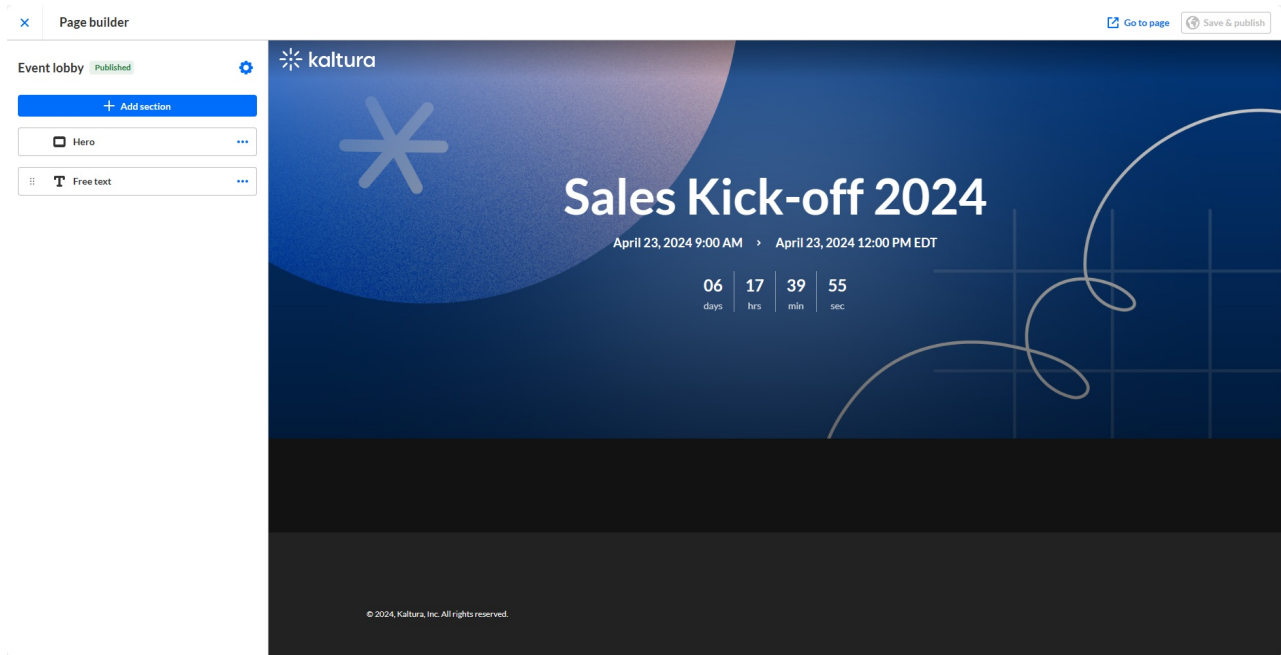 Page builder
Go to page
Save & publish
Event lobby Published
Add section
Hero
Free text
kaltura
Sales Kick-off 2024
April 23, 2024 9:00 AM > April 23, 2024 12:00 PM EDT
06 17 39 55
days hrs min sec
© 2024, Kaltura, Inc. All rights reserved.